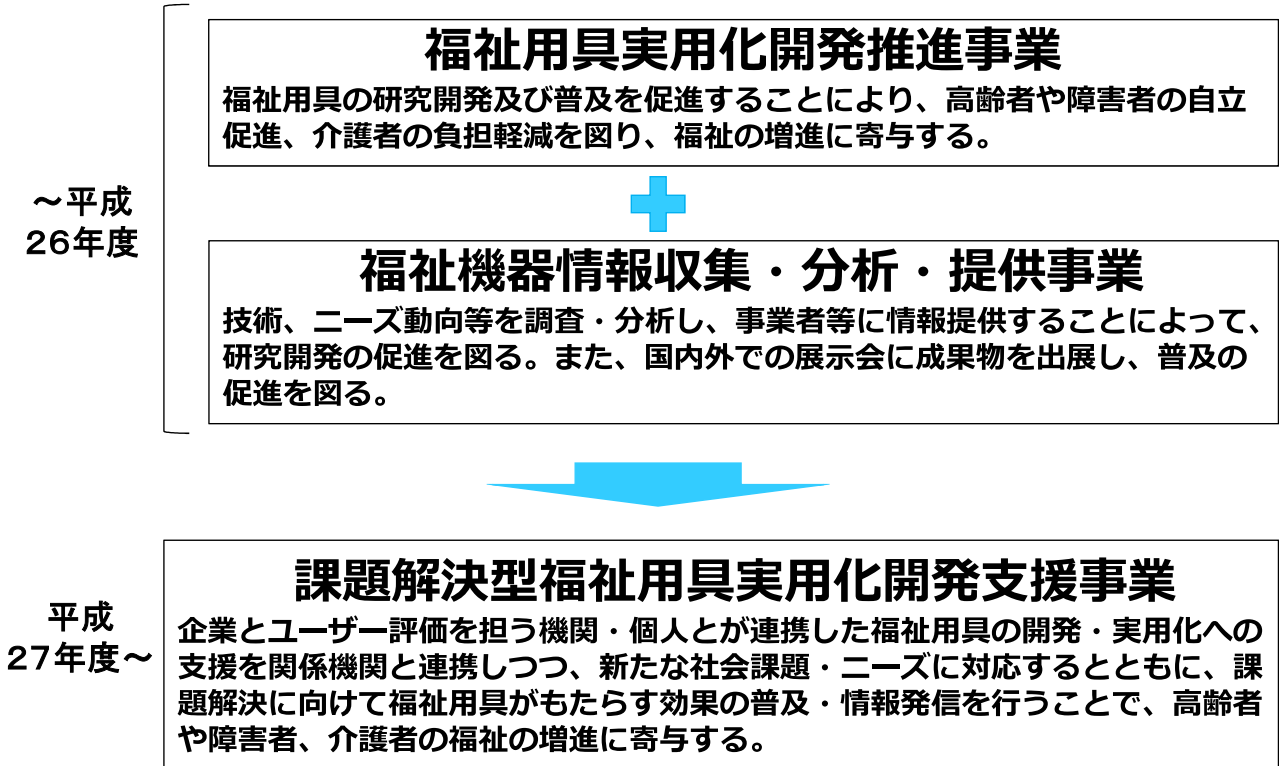 福祉用具実用化開発推進事業
福祉用具の研究開発及び普及を促進することにより、高齢者や障害者の自立
促進、介護者の負担軽減を図り、福祉の増進に寄与する。
～平成
26年度
福祉機器情報収集・分析・提供事業
技術、ニーズ動向等を調査・分析し、事業者等に情報提供することによって、
研究開発の促進を図る。また、国内外での展示会に成果物を出展し、普及の
促進を図る。
課題解決型福祉用具実用化開発支援事業
平成
27年度～
企業とユーザー評価を担う機関・個人とが連携した福祉用具の開発・実用化への
支援を関係機関と連携しつつ、新たな社会課題・ニーズに対応するとともに、課
題解決に向けて福祉用具がもたらす効果の普及・情報発信を行うことで、高齢者
や障害者、介護者の福祉の増進に寄与する。